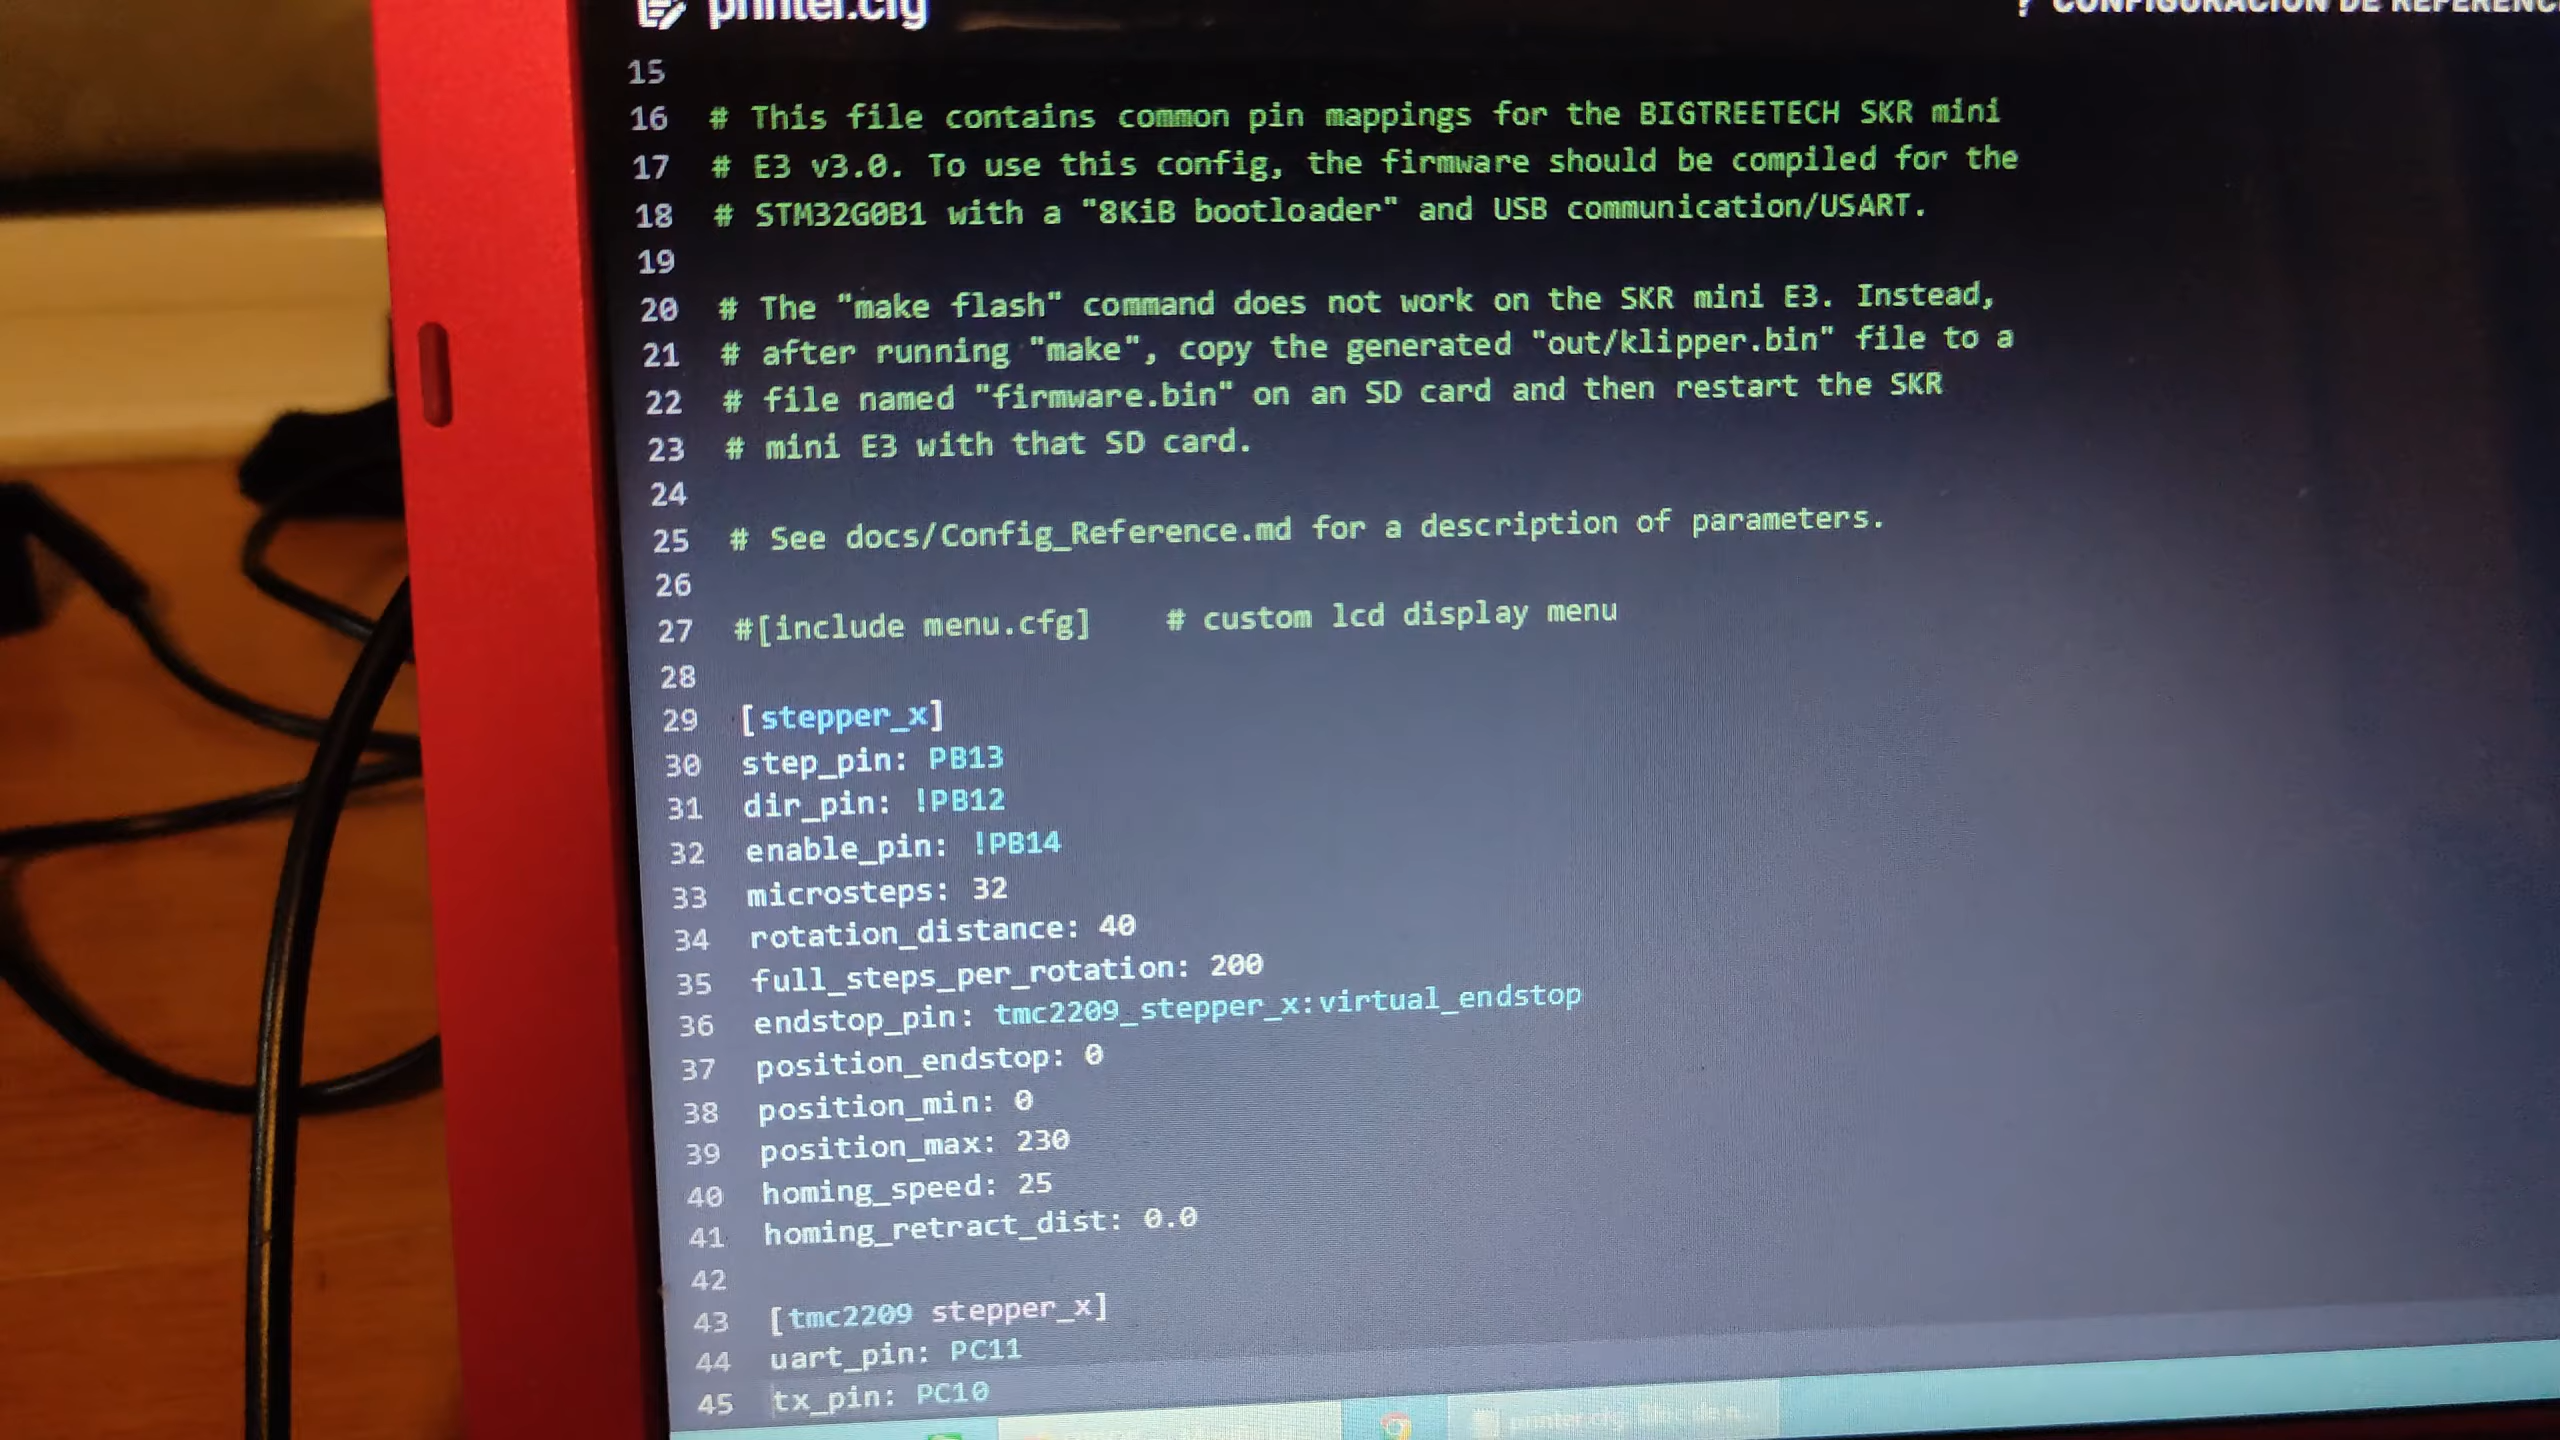 printer.cfg
? CONFIGURACIÓN DE REFERENC
15
16 # This file contains common pin mappings for the BIGTREETECH SKR mini
17 # E3 v3.0. To use this config, the firmware should be compiled for the
18 # STM32G0B1 with a "8KiB bootloader" and USB communication/USART.
19
20 # The "make flash" command does not work on the SKR mini E3. Instead,
21 # after running "make", copy the generated "out/klipper.bin" file to a
22 # file named "firmware.bin" on an SD card and then restart the SKR
23 # mini E3 with that SD card.
24
25 # See docs/Config_Reference.md for a description of parameters.
26
27 #[include menu.cfg]    # custom lcd display menu
28
29 [stepper_x]
30 step_pin: PB13
31 dir_pin: !PB12
32 enable_pin: !PB14
33 microsteps: 32
34 rotation_distance: 40
35 full_steps_per_rotation: 200
36 endstop_pin: tmc2209_stepper_x:virtual_endstop
37 position_endstop: 0
38 position_min: 0
39 position_max: 230
40 homing_speed: 25
41 homing_retract_dist: 0.0
42
43 [tmc2209 stepper_x]
44 uart_pin: PC11
45 tx_pin: PC10
printer.cfg: Bloc de n...